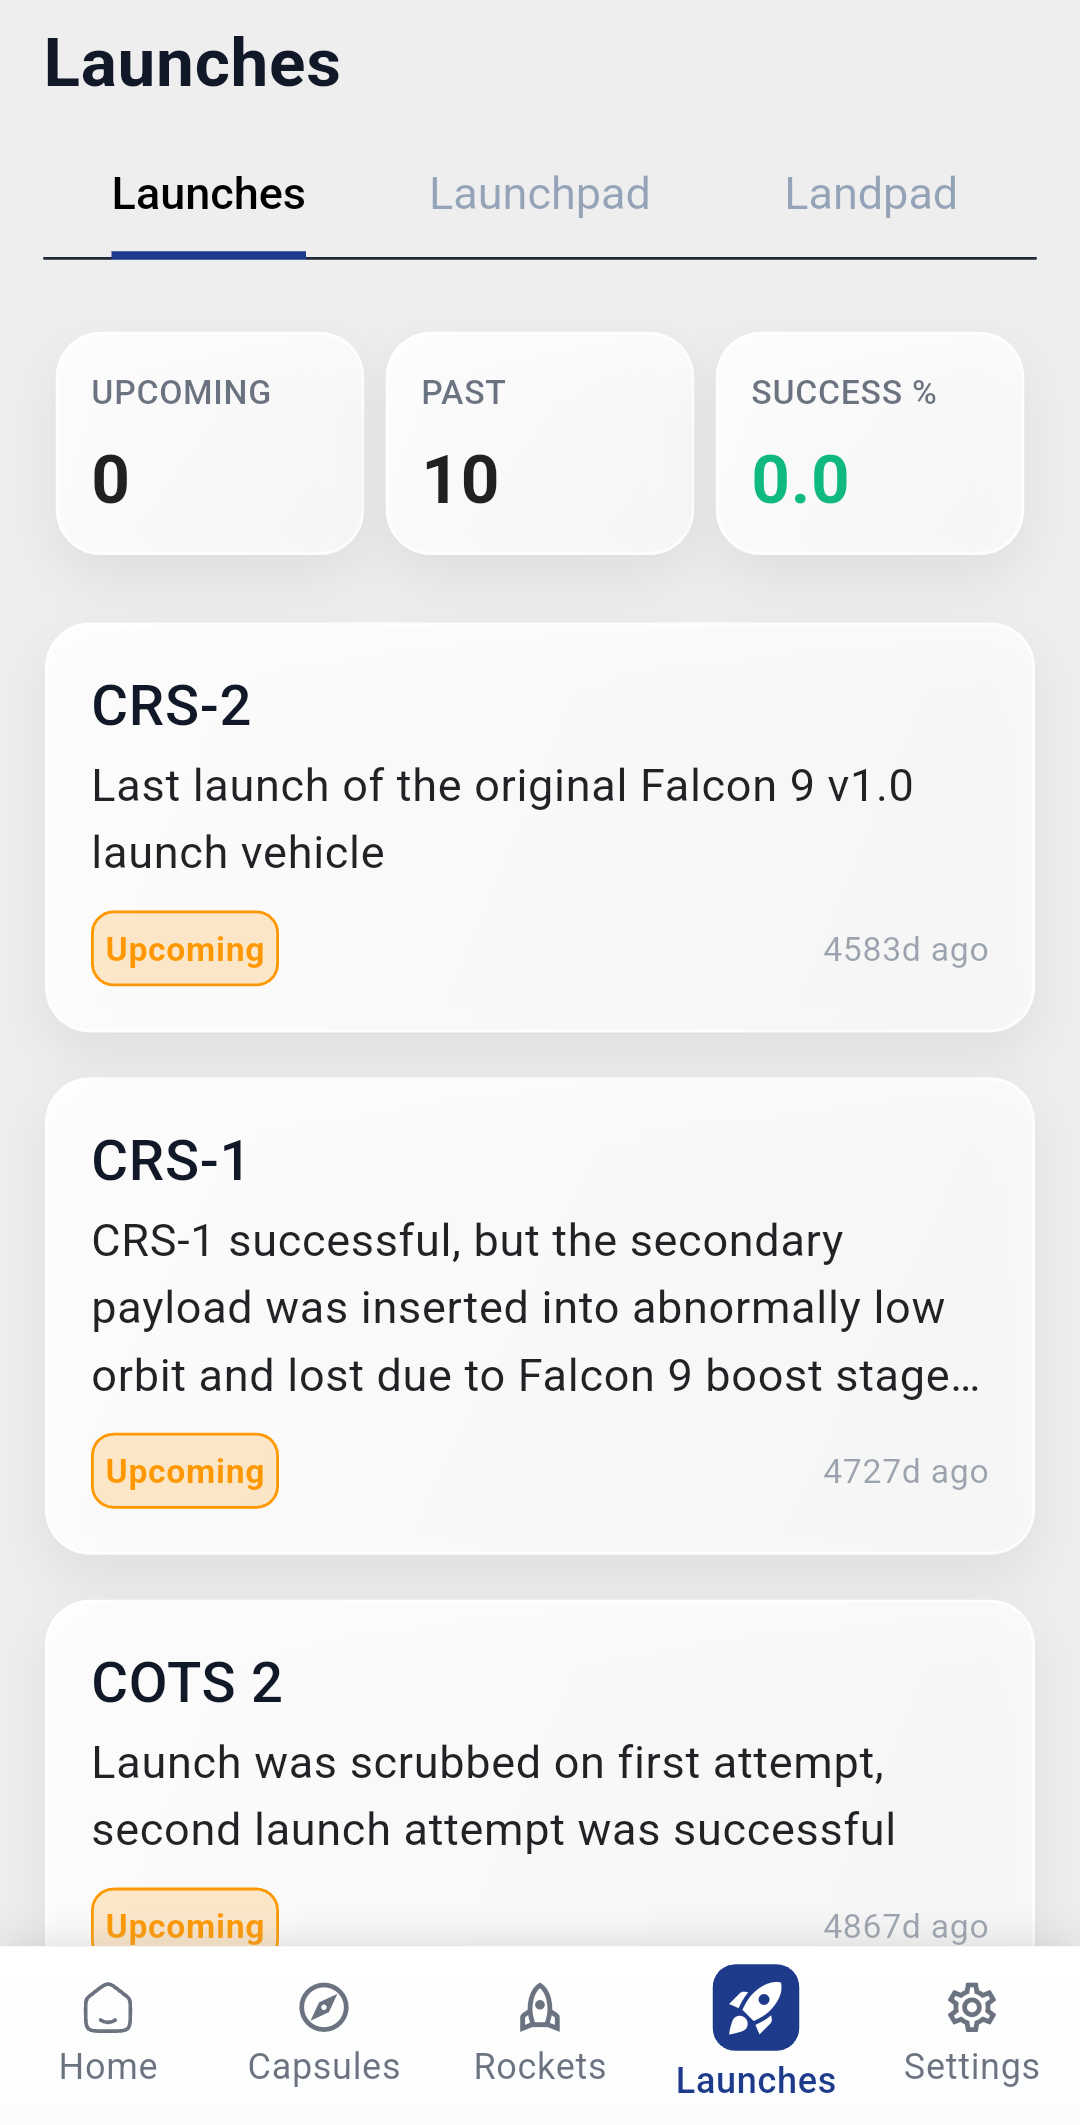 Launches
Launches Launchpad Landpad
UPCOMING PAST SUCCESS %
0 10 0.0
CRS-2
Last launch of the original Falcon 9 v1.0
launch vehicle
Upcoming 4583d ago
CRS-1
CRS-1 successful, but the secondary
payload was inserted into abnormally low
orbit and lost due to Falcon 9 boost stage…
Upcoming 4727d ago
COTS 2
Launch was scrubbed on first attempt,
second launch attempt was successful
Upcoming 4867d ago
Home Capsules Rockets Launches Settings